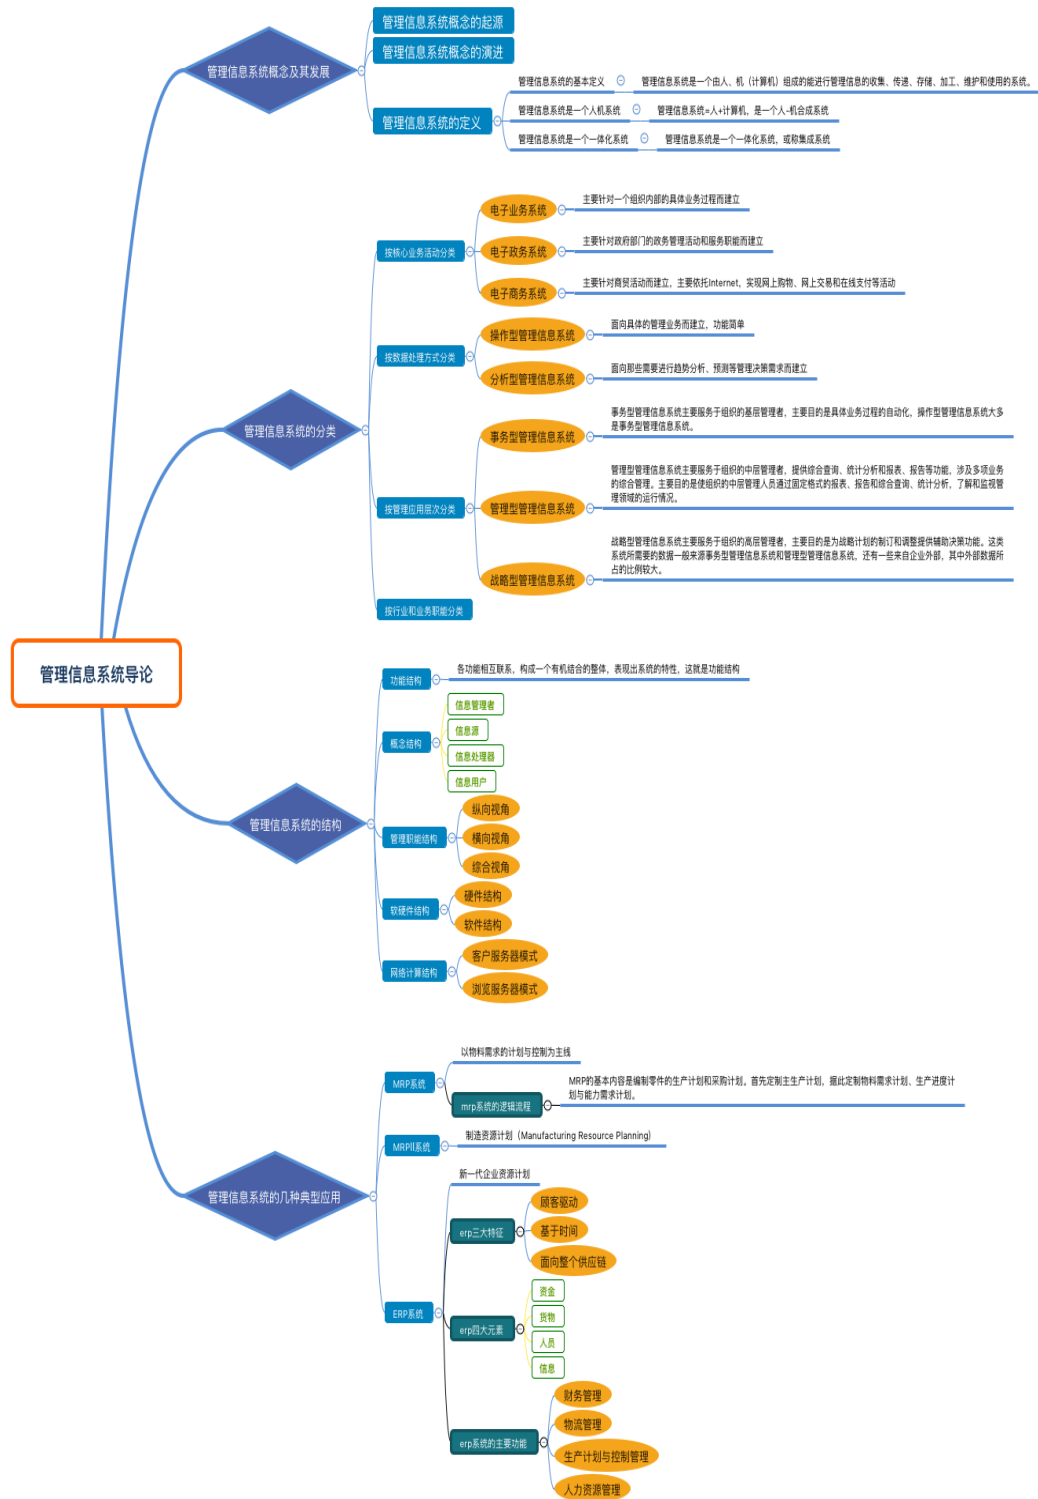 管理信息系统导论
管理信息系统概念及其发展
管理信息系统概念的起源
管理信息系统概念的演进
管理信息系统的定义
管理信息系统的基本定义
管理信息系统是一个由人、机（计算机）组成的能进行管理信息的收集、传递、存储、加工、维护和使用的系统。
管理信息系统是一个人机系统
管理信息系统=人+计算机，是一个人-机合成系统
管理信息系统是一个一体化系统
管理信息系统是一个一体化系统，或称集成系统
管理信息系统的分类
按核心业务活动分类
电子业务系统
主要针对一个组织内部的具体业务过程而建立
电子政务系统
主要针对政府部门的政务管理活动和服务职能而建立
电子商务系统
主要针对商贸活动而建立，主要依托Internet，实现网上购物、网上交易和在线支付等活动
按数据处理方式分类
操作型管理信息系统
面向具体的管理业务而建立，功能简单
分析型管理信息系统
面向那些需要进行趋势分析、预测等管理决策需求而建立
按管理应用层次分类
事务型管理信息系统
事务型管理信息系统主要服务于组织的基层管理者，主要目的是具体业务过程的自动化，操作型管理信息系统大多
是事务型管理信息系统。
管理型管理信息系统
管理型管理信息系统主要服务于组织的中层管理者，提供综合查询、统计分析和报表、报告等功能，涉及多项业务
的综合管理。主要目的是使组织的中层管理人员通过固定格式的报表、报告和综合查询、统计分析，了解和监视管
理领域的运行情况。
战略型管理信息系统
战略型管理信息系统主要服务于组织的高层管理者，主要目的是为战略计划的制订和调整提供辅助决策功能。这类
系统所需要的数据一般来源事务型管理信息系统和管理型管理信息系统，还有一些来自企业外部，其中外部数据所
占的比例较大。
按行业和业务职能分类
管理信息系统的结构
功能结构
各功能相互联系，构成一个有机结合的整体，表现出系统的特性，这就是功能结构
概念结构
信息管理者
信息源
信息处理器
信息用户
管理职能结构
纵向视角
横向视角
综合视角
软硬件结构
硬件结构
软件结构
网络计算结构
客户服务器模式
浏览服务器模式
管理信息系统的几种典型应用
MRP系统
以物料需求的计划与控制为主线
mrp系统的逻辑流程
MRP的基本内容是编制零件的生产计划和采购计划。首先定制主生产计划，据此定制物料需求计划、生产进度计
划与能力需求计划。
MRPII系统
制造资源计划（Manufacturing Resource Planning）
ERP系统
新一代企业资源计划
erp三大特征
顾客驱动
基于时间
面向整个供应链
erp四大元素
资金
货物
人员
信息
erp系统的主要功能
财务管理
物流管理
生产计划与控制管理
人力资源管理